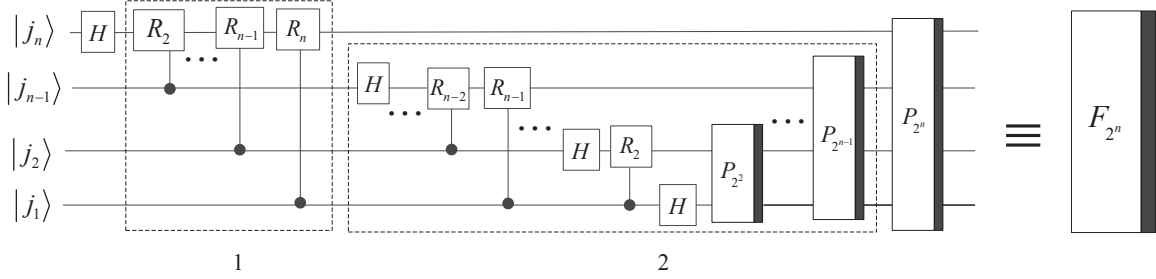 |j_n⟩ H R_2 ... R_{n-1} R_n P_{2^n}
|j_{n-1}⟩ H ... R_{n-2} R_{n-1} ... P_{2^{n-1}}
|j_2⟩ H R_2 P_{2^2} ... ≡ F_{2^n}
|j_1⟩ H
1 2